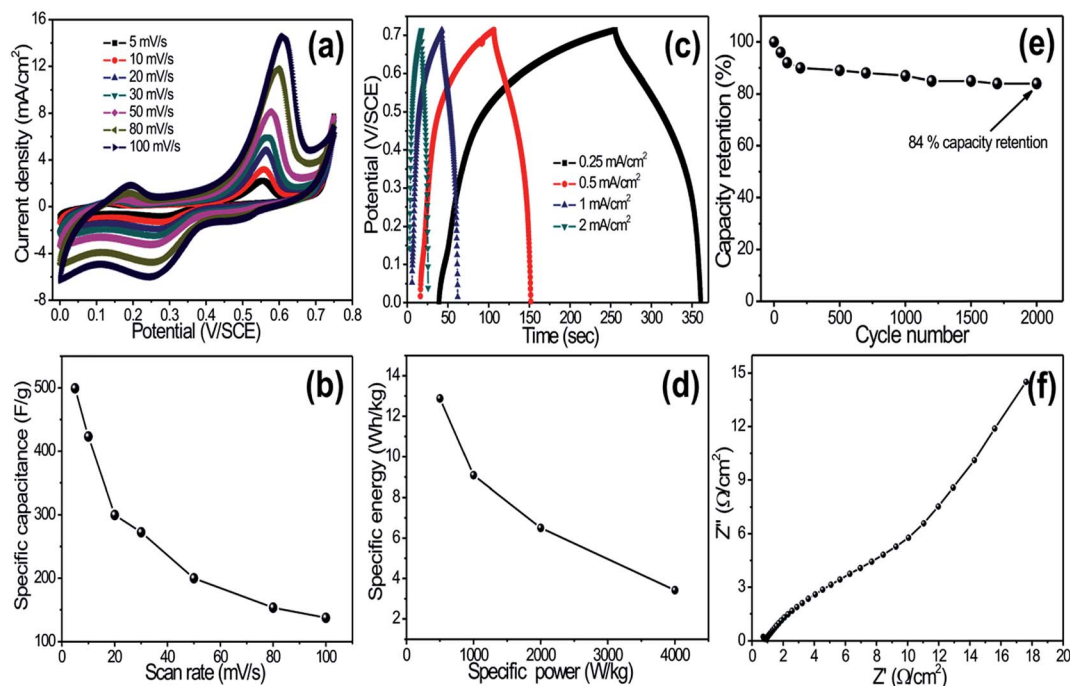 (a)
16
12
8
4
0
-4
-8
Current density (mA/cm²)
5 mV/s
10 mV/s
20 mV/s
30 mV/s
50 mV/s
80 mV/s
100 mV/s
0.0 0.1 0.2 0.3 0.4 0.5 0.6 0.7 0.8
Potential (V/SCE)
(c)
0.7
0.6
0.5
0.4
0.3
0.2
0.1
0.0
Potential (V/SCE)
0.25 mA/cm²
0.5 mA/cm²
1 mA/cm²
2 mA/cm²
0 50 100 150 200 250 300 350
Time (sec)
(e)
100
80
60
40
20
0
Capacity retention (%)
84 % capacity retention
0 500 1000 1500 2000
Cycle number
(b)
500
400
300
200
100
Specific capacitance (F/g)
0 20 40 60 80 100
Scan rate (mV/s)
(d)
14
12
10
8
6
4
2
Specific energy (Wh/kg)
0 1000 2000 3000 4000
Specific power (W/kg)
(f)
15
12
9
6
3
0
Z'' (Ω/cm²)
0 2 4 6 8 10 12 14 16 18 20
Z' (Ω/cm²)